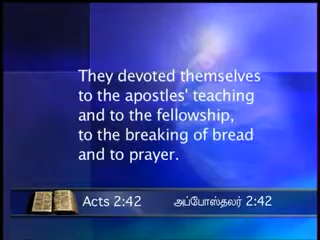 They devoted themselves
to the apostles' teaching
and to the fellowship,
to the breaking of bread
and to prayer.
Acts 2:42 அப்போஸ்தலர் 2:42